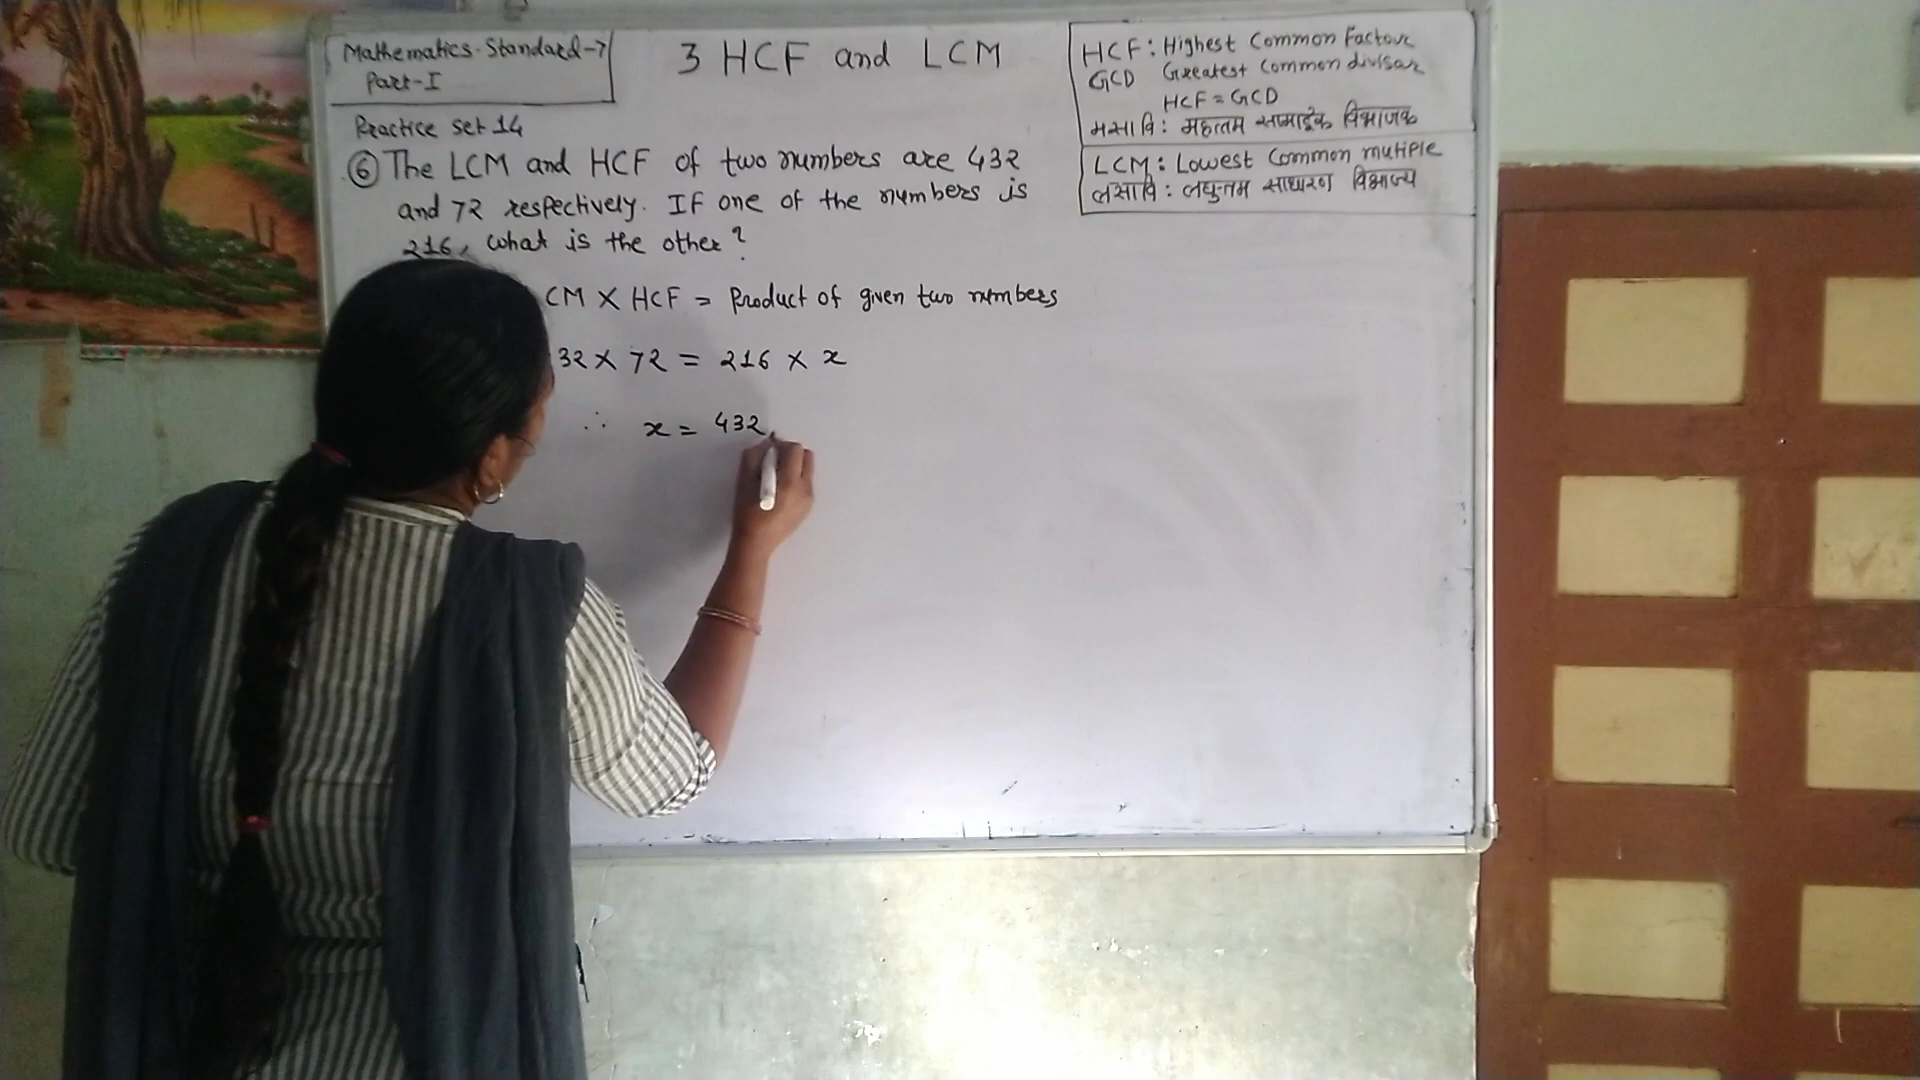 Mathematics. Standard-7
Part-I
3 HCF and LCM
HCF: Highest Common Factour
GCD Greatest Common divisar
HCF = GCD
मसावि: महत्तम सामाईक विभाजक
LCM: Lowest Common mutiple
लसावि: लघुत्तम साधारण विभाज्य
Practice set 14
⑥ The LCM and HCF of two numbers are 432
and 72 respectively. If one of the numbers is
216, what is the other?
CM X HCF = Product of given two numbers
32 X 72 = 216 X x
∴ x = 432